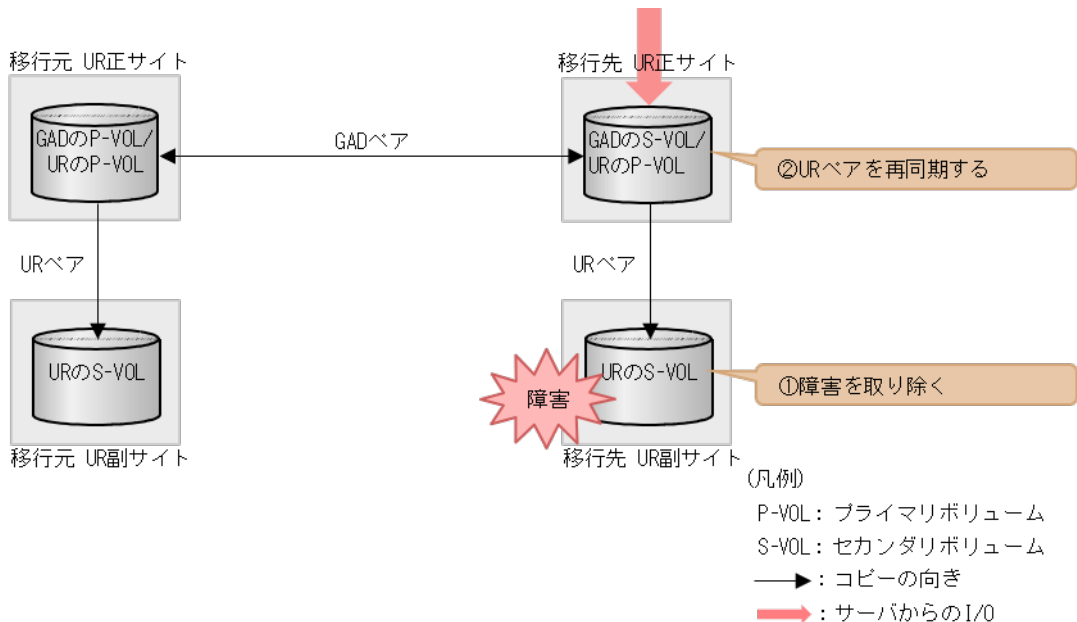 移行元 UR正サイト
移行先 UR正サイト
GADのP-VOL/
URのP-VOL
GADペア
GADのS-VOL/
URのP-VOL
②URペアを再同期する
URペア
URペア
URのS-VOL
障害
URのS-VOL
①障害を取り除く
移行元 UR副サイト
移行先 UR副サイト
(凡例)
P-VOL: プライマリボリューム
S-VOL: セカンダリボリューム
: コピーの向き
: サーバからのI/O